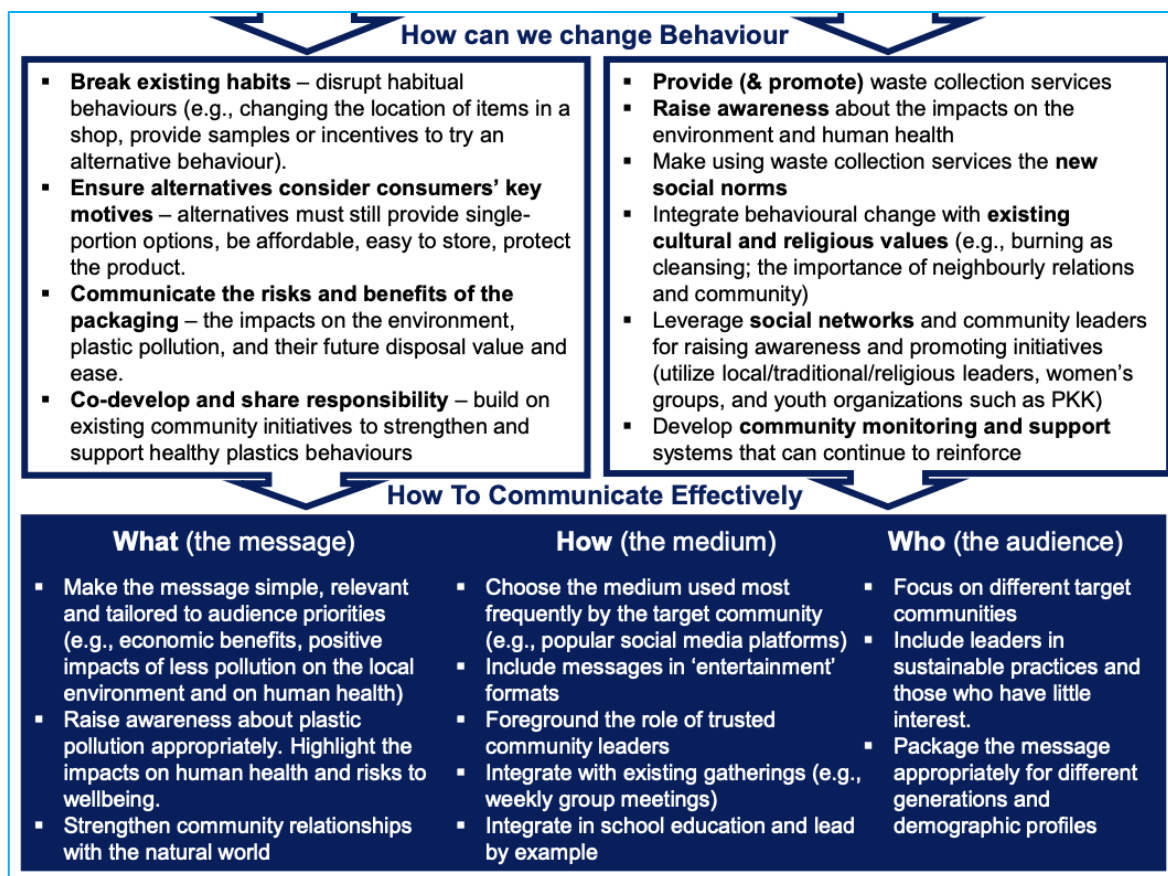 How can we change Behaviour
▪ Break existing habits – disrupt habitual
behaviours (e.g., changing the location of items in a
shop, provide samples or incentives to try an
alternative behaviour).
▪ Ensure alternatives consider consumers' key
motives – alternatives must still provide single-
portion options, be affordable, easy to store, protect
the product.
▪ Communicate the risks and benefits of the
packaging – the impacts on the environment,
plastic pollution, and their future disposal value and
ease.
▪ Co-develop and share responsibility – build on
existing community initiatives to strengthen and
support healthy plastics behaviours
▪ Provide (& promote) waste collection services
▪ Raise awareness about the impacts on the
environment and human health
▪ Make using waste collection services the new
social norms
▪ Integrate behavioural change with existing
cultural and religious values (e.g., burning as
cleansing; the importance of neighbourly relations
and community)
▪ Leverage social networks and community leaders
for raising awareness and promoting initiatives
(utilize local/traditional/religious leaders, women's
groups, and youth organizations such as PKK)
▪ Develop community monitoring and support
systems that can continue to reinforce
How To Communicate Effectively
What (the message)
▪ Make the message simple, relevant
and tailored to audience priorities
(e.g., economic benefits, positive
impacts of less pollution on the local
environment and on human health)
▪ Raise awareness about plastic
pollution appropriately. Highlight the
impacts on human health and risks to
wellbeing.
▪ Strengthen community relationships
with the natural world
How (the medium)
▪ Choose the medium used most
frequently by the target community
(e.g., popular social media platforms)
▪ Include messages in 'entertainment'
formats
▪ Foreground the role of trusted
community leaders
▪ Integrate with existing gatherings (e.g.,
weekly group meetings)
▪ Integrate in school education and lead
by example
Who (the audience)
▪ Focus on different target
communities
▪ Include leaders in
sustainable practices and
those who have little
interest.
▪ Package the message
appropriately for different
generations and
demographic profiles